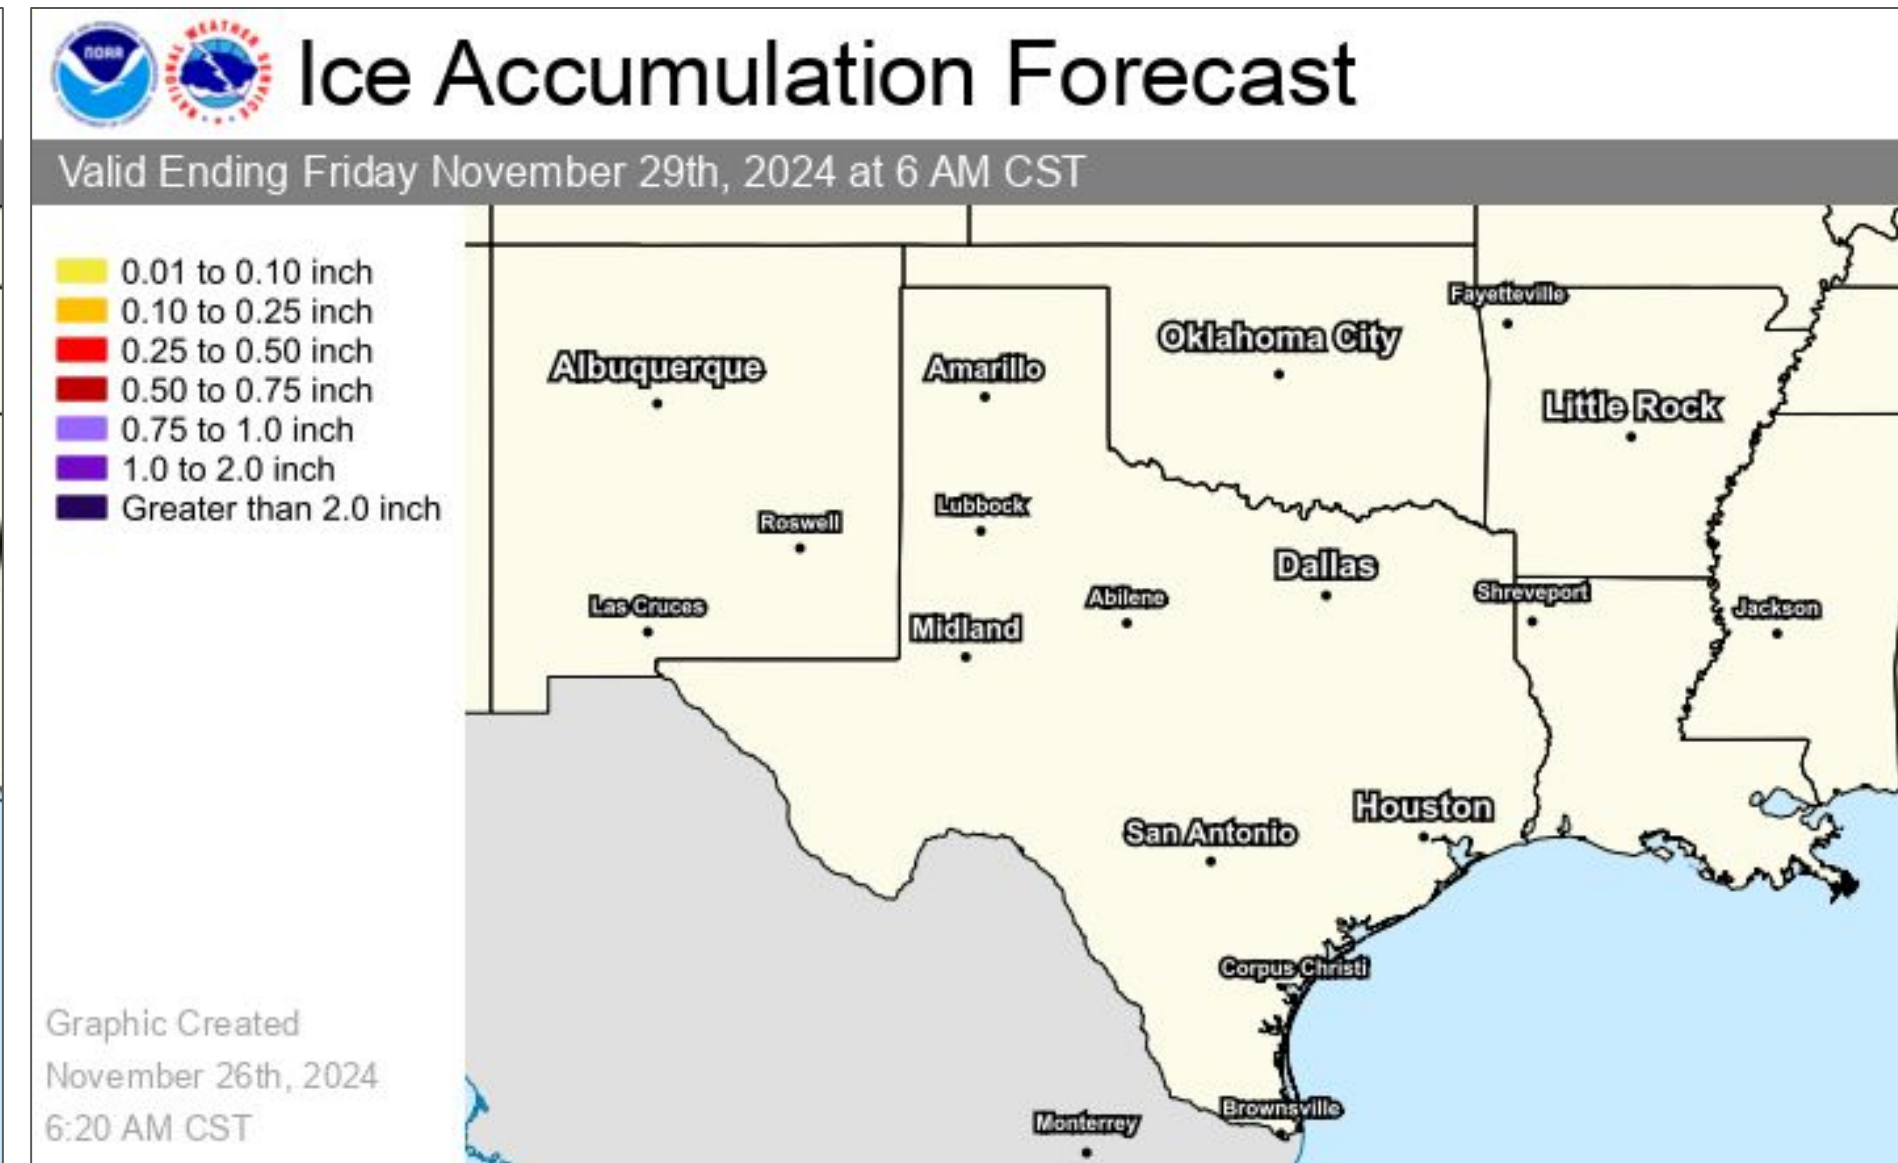 NOAA
NATIONAL WEATHER SERVICE
Ice Accumulation Forecast
Valid Ending Friday November 29th, 2024 at 6 AM CST
0.01 to 0.10 inch
0.10 to 0.25 inch
0.25 to 0.50 inch
0.50 to 0.75 inch
0.75 to 1.0 inch
1.0 to 2.0 inch
Greater than 2.0 inch
Fayetteville
Oklahoma City
Albuquerque
Amarillo
Little Rock
Lubbock
Roswell
Dallas
Shreveport
Abilene
Las Cruces
Jackson
Midland
Houston
San Antonio
Corpus Christi
Brownsville
Monterrey
Graphic Created
November 26th, 2024
6:20 AM CST